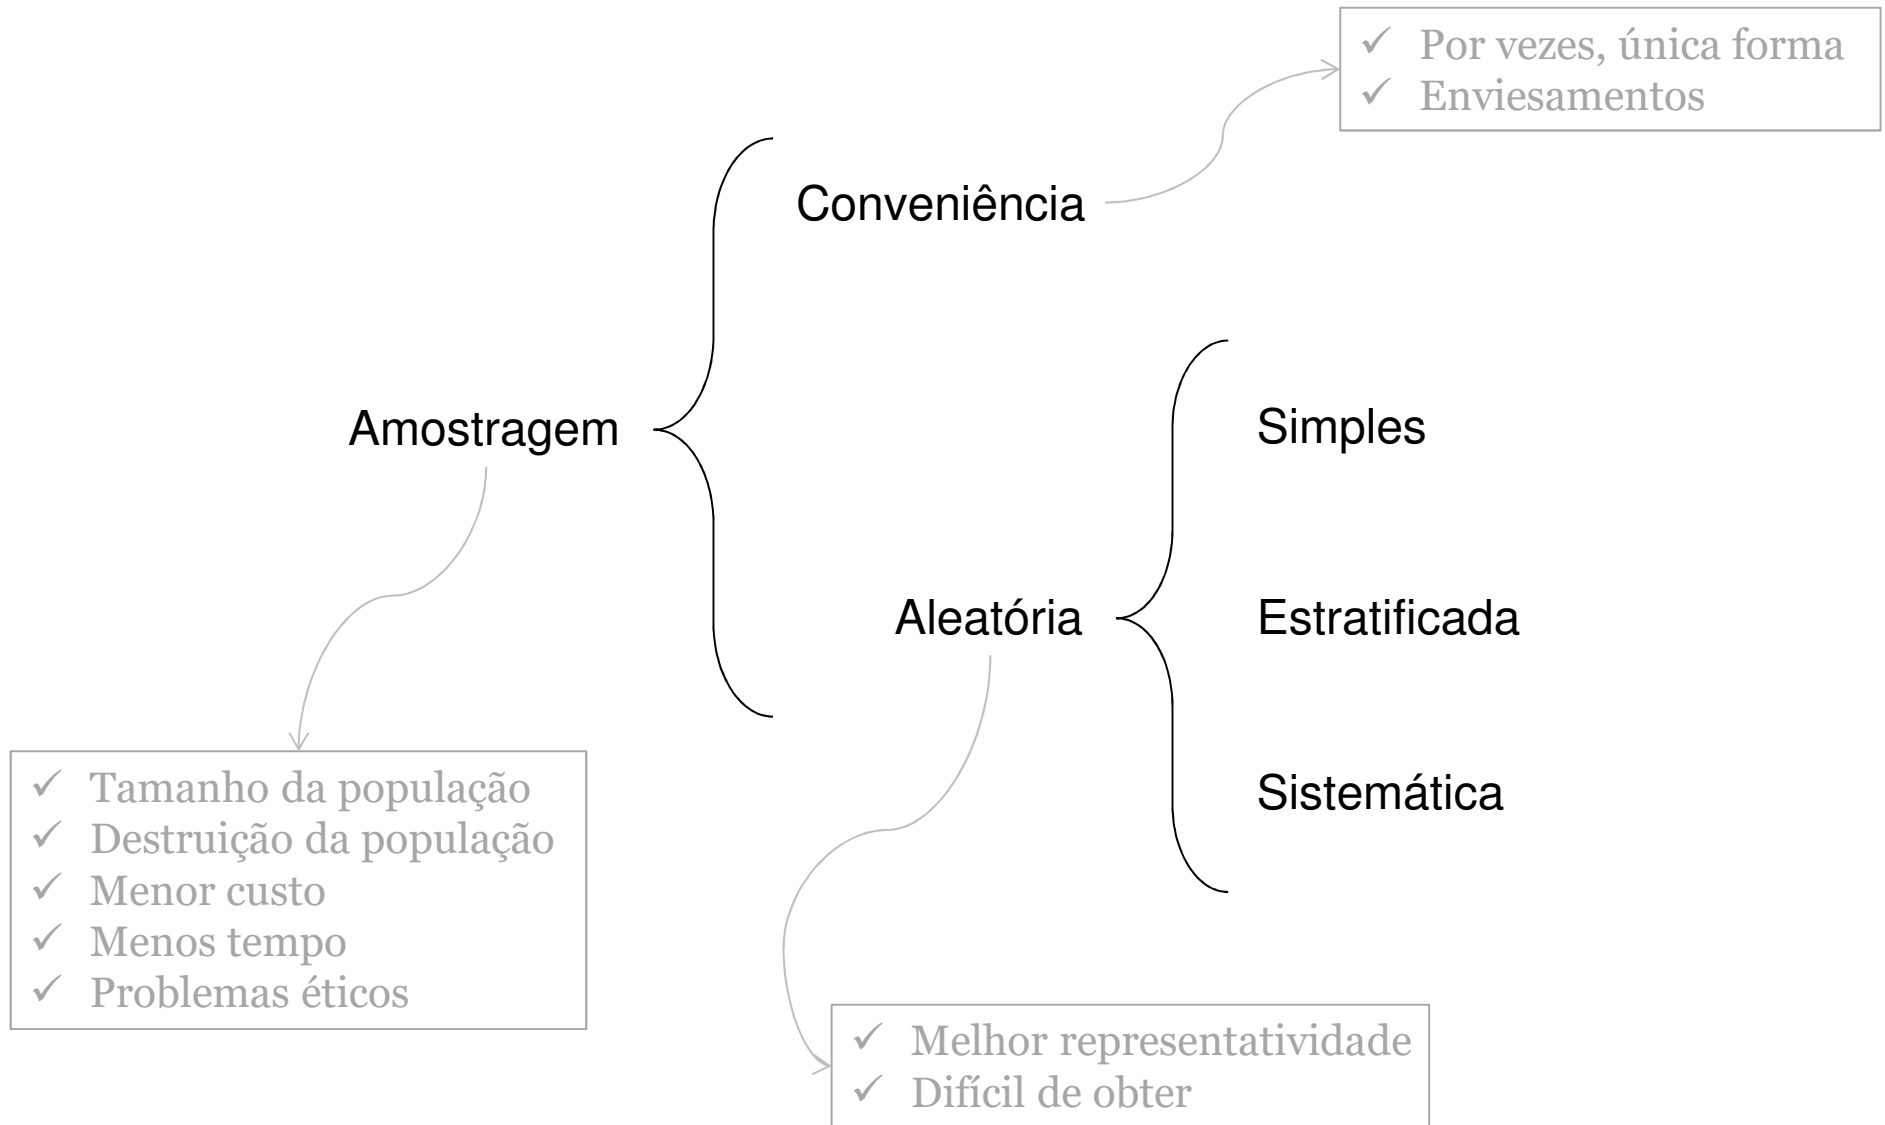 Por vezes, única forma
Enviesamentos
Conveniência
Amostragem
Simples
Aleatória
Estratificada
Sistemática
Tamanho da população
Destruição da população
Menor custo
Menos tempo
Problemas éticos
Melhor representatividade
Difícil de obter